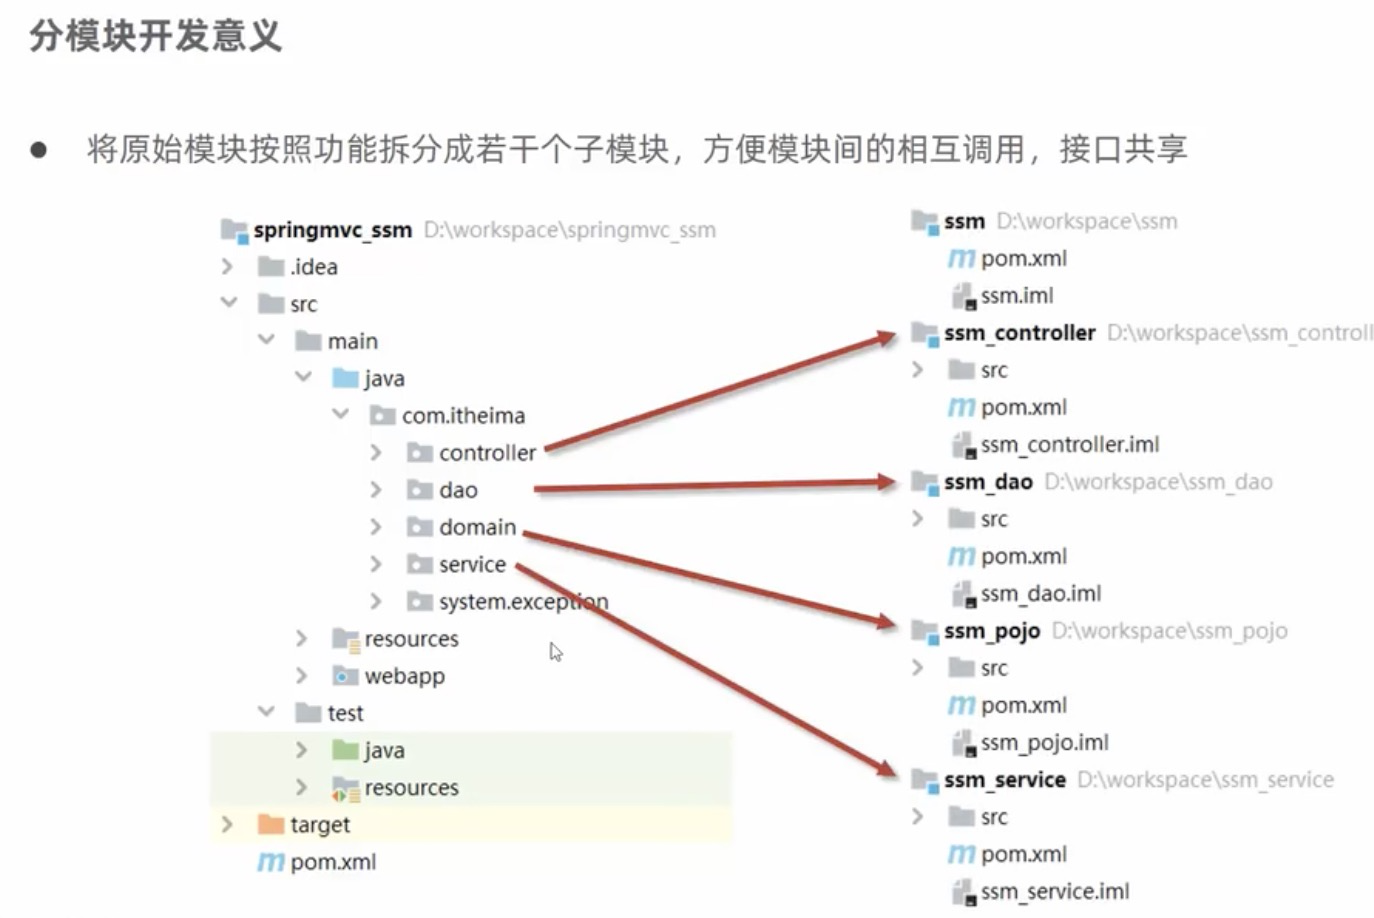 分模块开发意义
● 将原始模块按照功能拆分成若干个子模块，方便模块间的相互调用，接口共享
springmvc_ssm D:\workspace\springmvc_ssm
.idea
src
main
java
com.itheima
controller
dao
domain
service
system.exception
resources
webapp
test
java
resources
target
pom.xml
ssm D:\workspace\ssm
pom.xml
ssm.iml
ssm_controller D:\workspace\ssm_controll
src
pom.xml
ssm_controller.iml
ssm_dao D:\workspace\ssm_dao
src
pom.xml
ssm_dao.iml
ssm_pojo D:\workspace\ssm_pojo
src
pom.xml
ssm_pojo.iml
ssm_service D:\workspace\ssm_service
src
pom.xml
ssm_service.iml